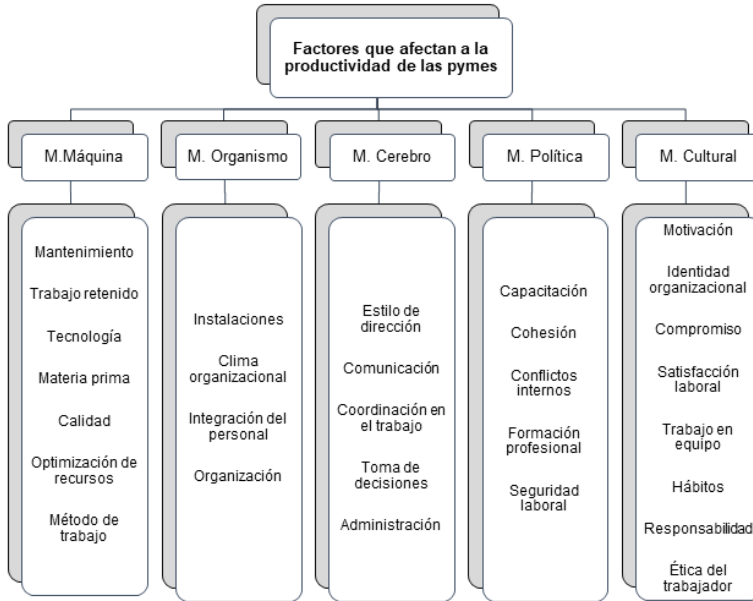 Factores que afectan a la
productividad de las pymes
M.Máquina
M. Organismo
M. Cerebro
M. Política
M. Cultural
Mantenimiento
Trabajo retenido
Tecnología
Materia prima
Calidad
Optimización de
recursos
Método de
trabajo
Instalaciones
Clima
organizacional
Integración del
personal
Organización
Estilo de
dirección
Comunicación
Coordinación en
el trabajo
Toma de
decisiones
Administración
Capacitación
Cohesión
Conflictos
internos
Formación
profesional
Seguridad
laboral
Motivación
Identidad
organizacional
Compromiso
Satisfacción
laboral
Trabajo en
equipo
Hábitos
Responsabilidad
Ética del
trabajador